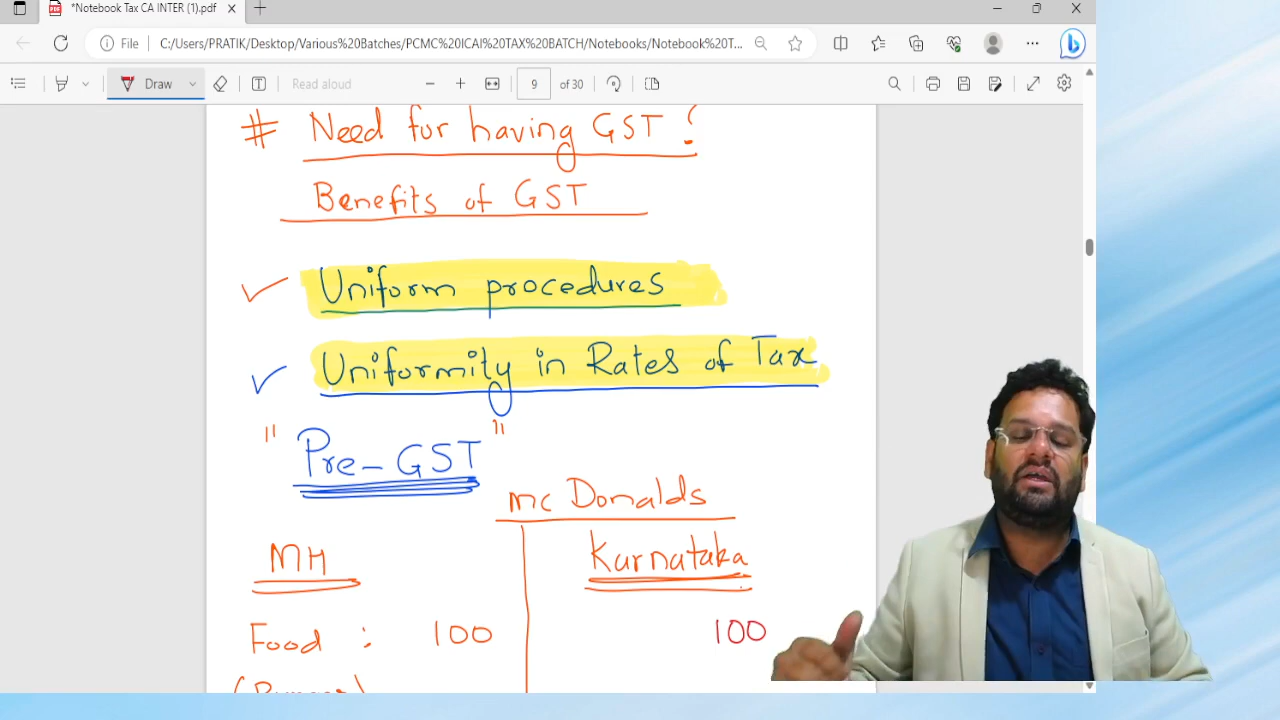 *Notebook Tax CA INTER (1).pdf
File C:/Users/PRATIK/Desktop/Various%20Batches/PCMC%20ICAI%20TAX%20BATCH/Notebooks/Notebook%20T...
Draw Read aloud 9 of 30
# Need for having GST?
Benefits of GST
Uniform procedures
Uniformity in Rates of Tax
" Pre-GST "
mc Donalds
MH Karnataka
Food : 100 100